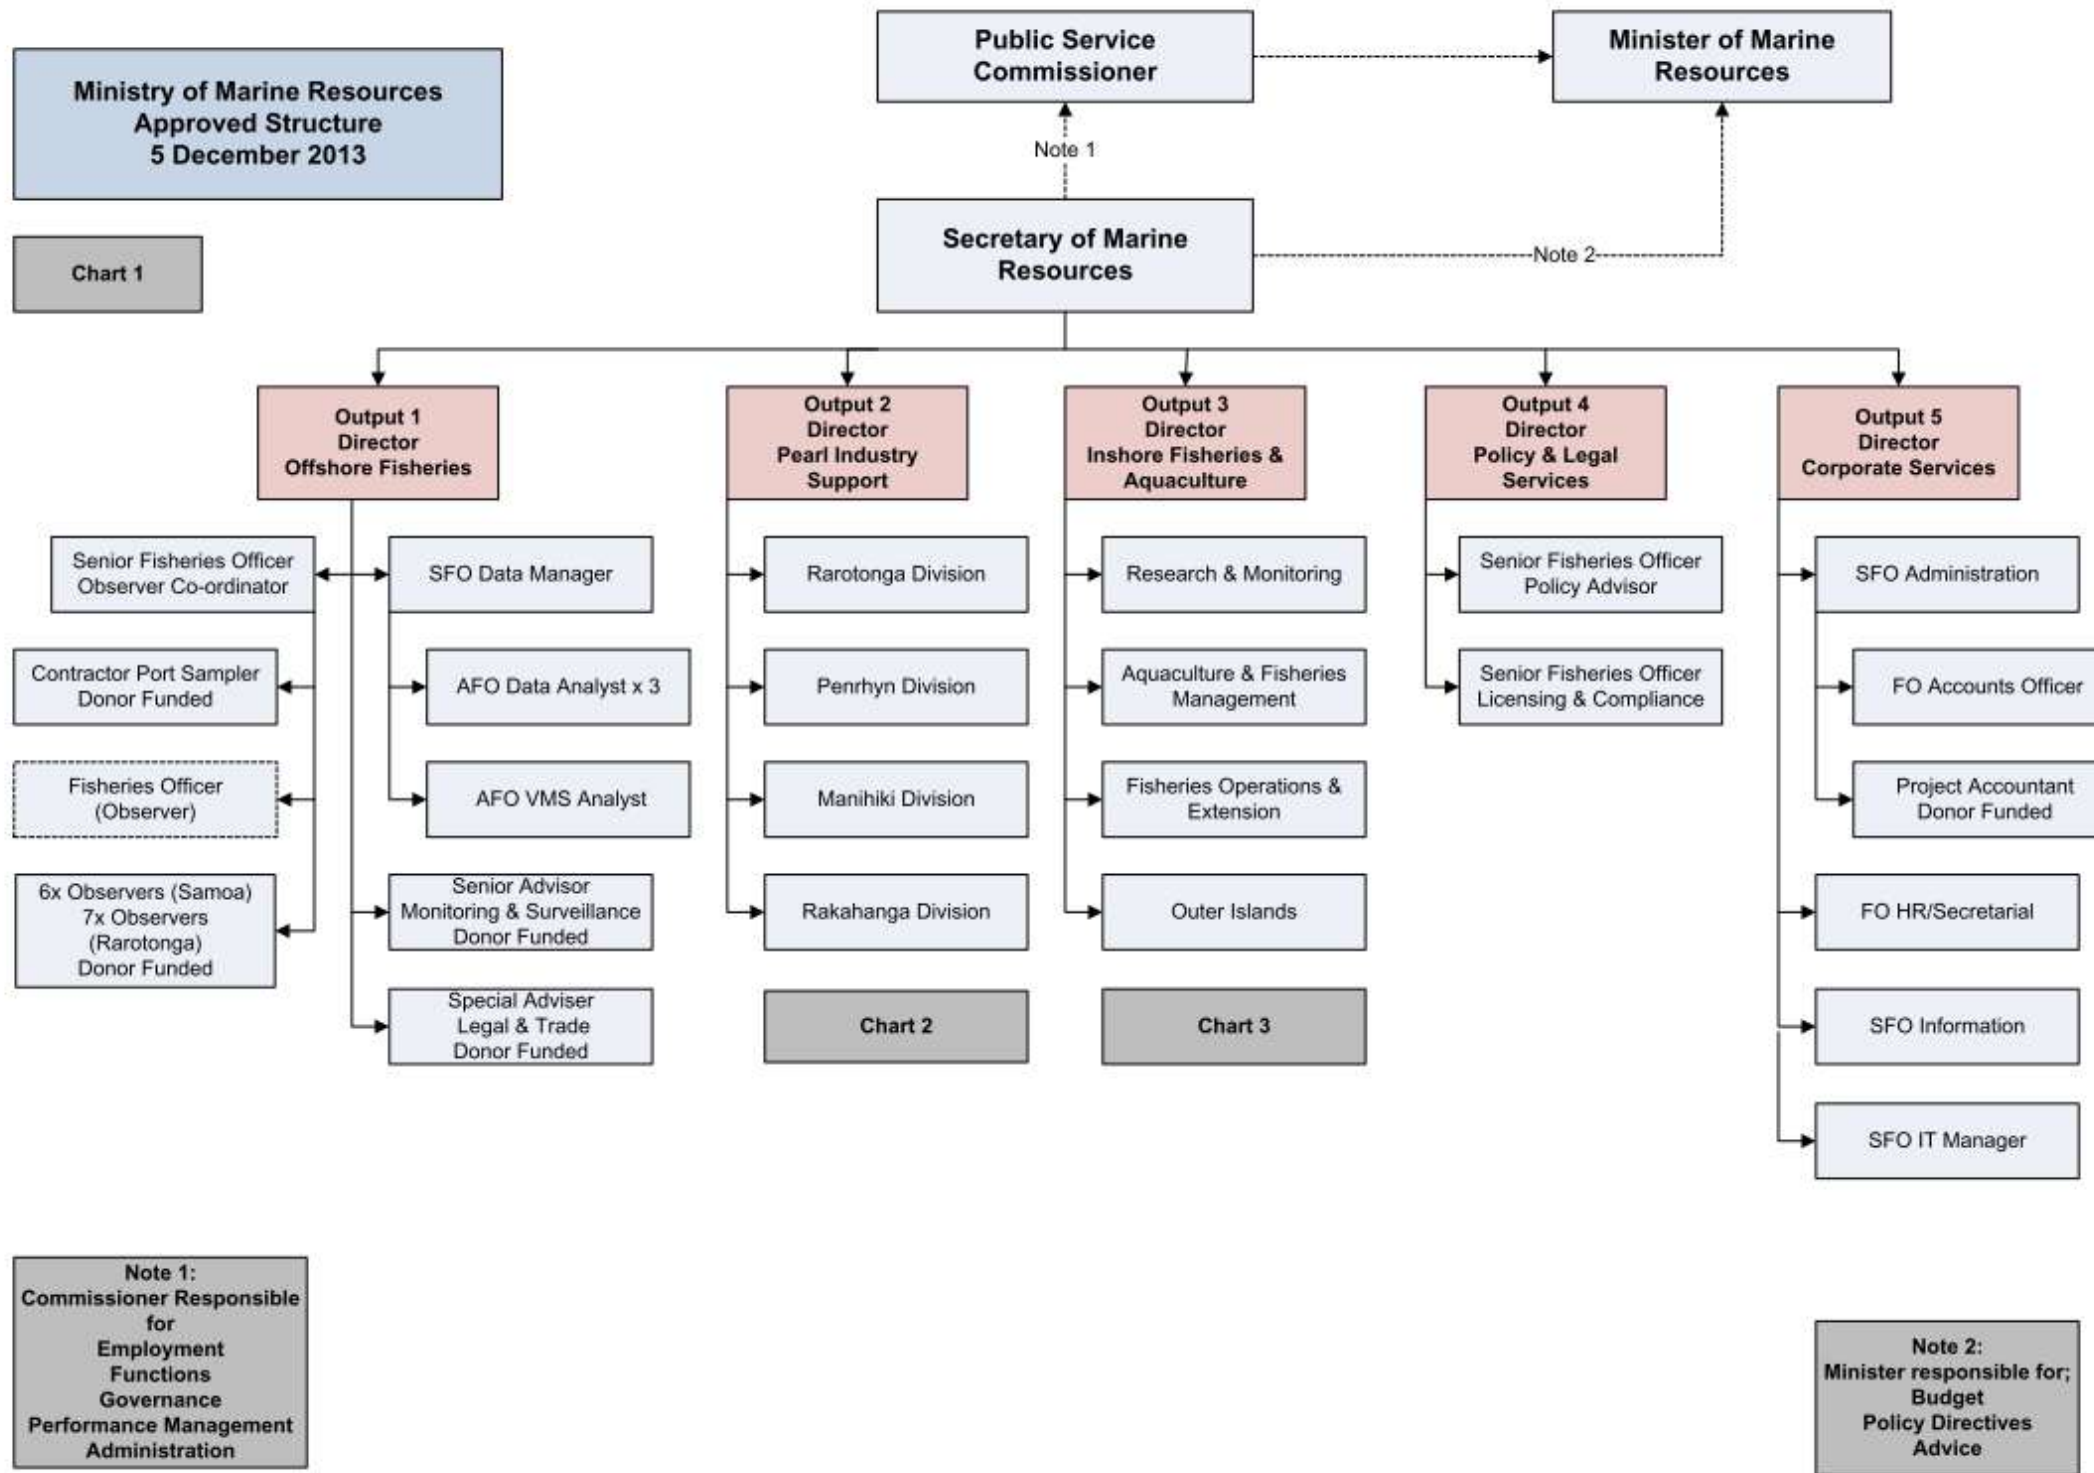 Ministry of Marine Resources
Approved Structure
5 December 2013
Chart 1
Public Service
Commissioner
Minister of Marine
Resources
Note 1
Secretary of Marine
Resources
Note 2
Output 1
Director
Offshore Fisheries
Output 2
Director
Pearl Industry
Support
Output 3
Director
Inshore Fisheries &
Aquaculture
Output 4
Director
Policy & Legal
Services
Output 5
Director
Corporate Services
Senior Fisheries Officer
Observer Co-ordinator
Contractor Port Sampler
Donor Funded
Fisheries Officer
(Observer)
6x Observers (Samoa)
7x Observers
(Rarotonga)
Donor Funded
SFO Data Manager
AFO Data Analyst x 3
AFO VMS Analyst
Senior Advisor
Monitoring & Surveillance
Donor Funded
Special Adviser
Legal & Trade
Donor Funded
Rarotonga Division
Penrhyn Division
Manihiki Division
Rakahanga Division
Chart 2
Research & Monitoring
Aquaculture & Fisheries
Management
Fisheries Operations &
Extension
Outer Islands
Chart 3
Senior Fisheries Officer
Policy Advisor
Senior Fisheries Officer
Licensing & Compliance
SFO Administration
FO Accounts Officer
Project Accountant
Donor Funded
FO HR/Secretarial
SFO Information
SFO IT Manager
Note 1:
Commissioner Responsible
for
Employment
Functions
Governance
Performance Management
Administration
Note 2:
Minister responsible for;
Budget
Policy Directives
Advice